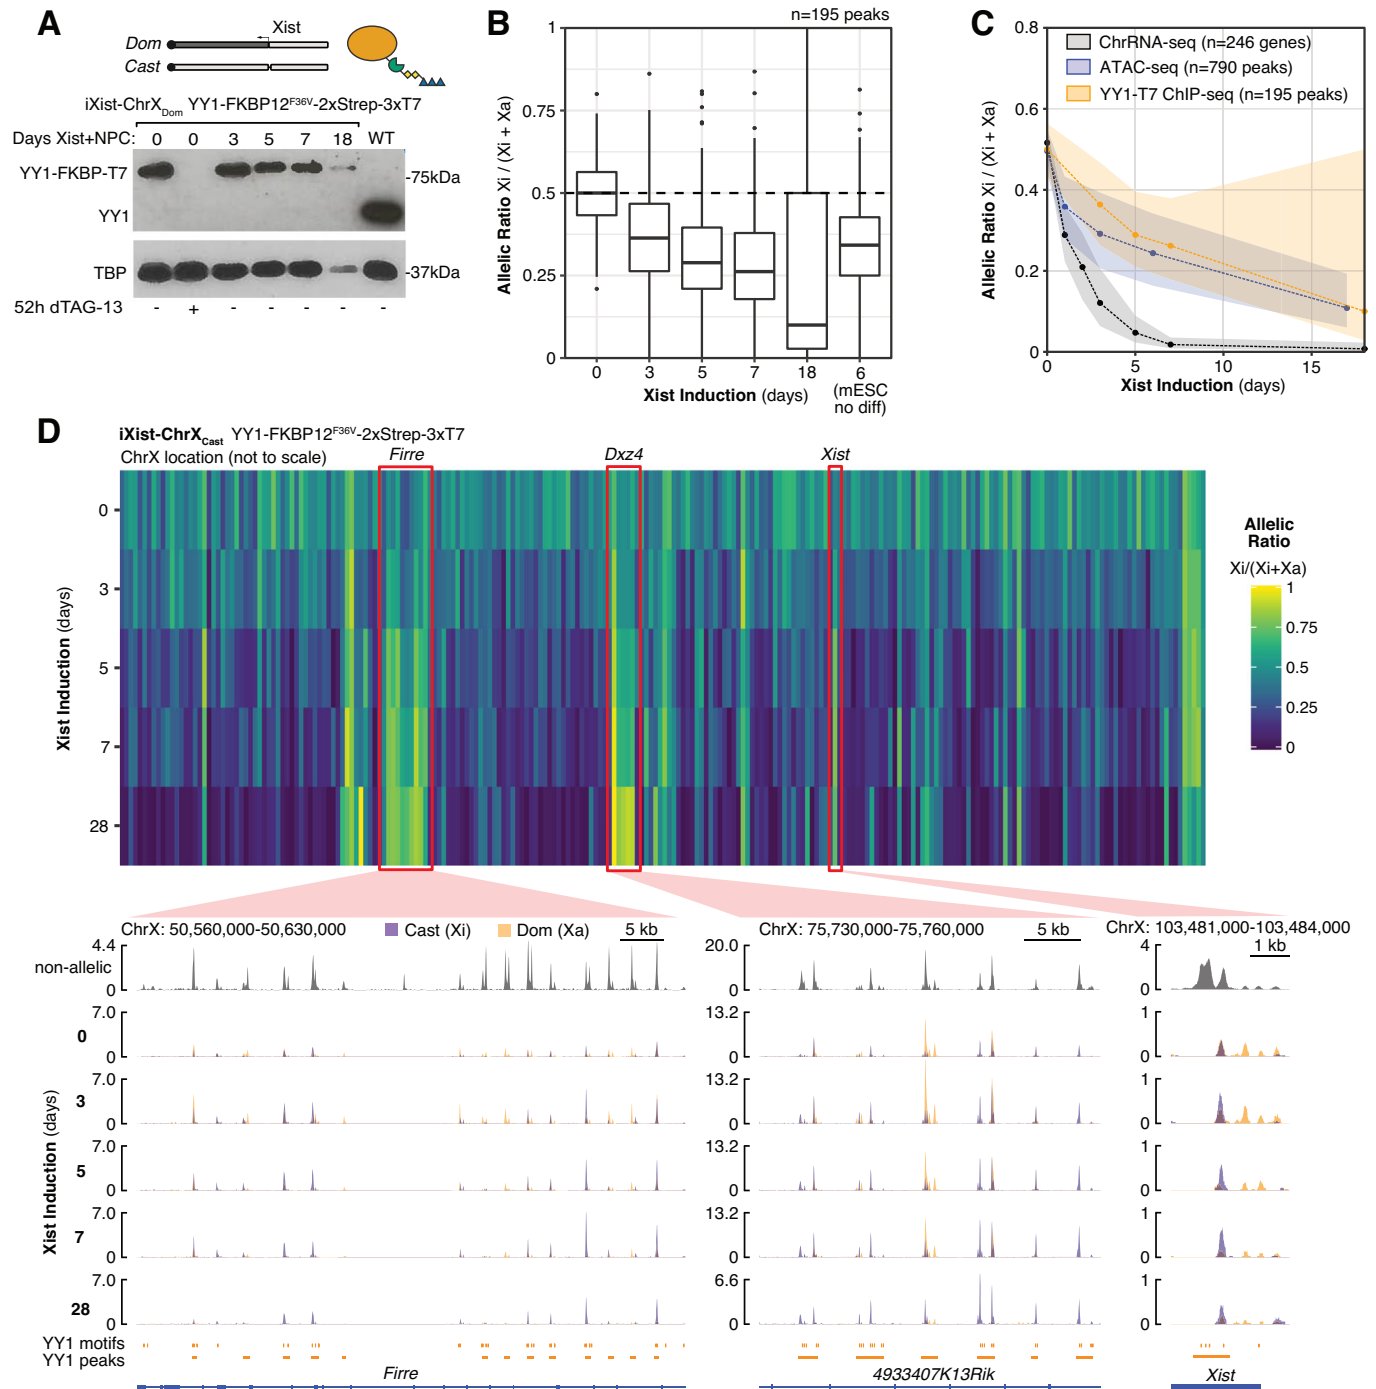 A
Xist
Dom
Cast
iXist-ChrX_Dom YY1-FKBP12^F36V-2xStrep-3xT7
Days Xist+NPC: 0 0 3 5 7 18 WT
YY1-FKBP-T7
-75kDa
YY1
TBP
-37kDa
52h dTAG-13 - + - - - - -
B
n=195 peaks
Allelic Ratio Xi / (Xi + Xa)
1
0.75
0.5
0.25
0
0 3 5 7 18 6
(mESC
no diff)
Xist Induction (days)
C
ChrRNA-seq (n=246 genes)
ATAC-seq (n=790 peaks)
YY1-T7 ChIP-seq (n=195 peaks)
Allelic Ratio Xi / (Xi + Xa)
0.8
0.6
0.4
0.2
0
0 5 10 15
Xist Induction (days)
D
iXist-ChrX_Cast YY1-FKBP12^F36V-2xStrep-3xT7
ChrX location (not to scale)
Firre
Dxz4
Xist
Xist Induction (days)
0
3
5
7
28
Allelic
Ratio
Xi/(Xi+Xa)
1
0.75
0.5
0.25
0
ChrX: 50,560,000-50,630,000
Cast (Xi)
Dom (Xa)
5 kb
ChrX: 75,730,000-75,760,000
5 kb
ChrX: 103,481,000-103,484,000
1 kb
non-allelic
4.4
0
20.0
0
4
0
Xist Induction (days)
0
7.0
0
13.2
0
1
0
3
7.0
0
13.2
0
1
0
5
7.0
0
13.2
0
1
0
7
7.0
0
13.2
0
1
0
28
7.0
0
6.6
0
1
0
YY1 motifs
YY1 peaks
Firre
4933407K13Rik
Xist